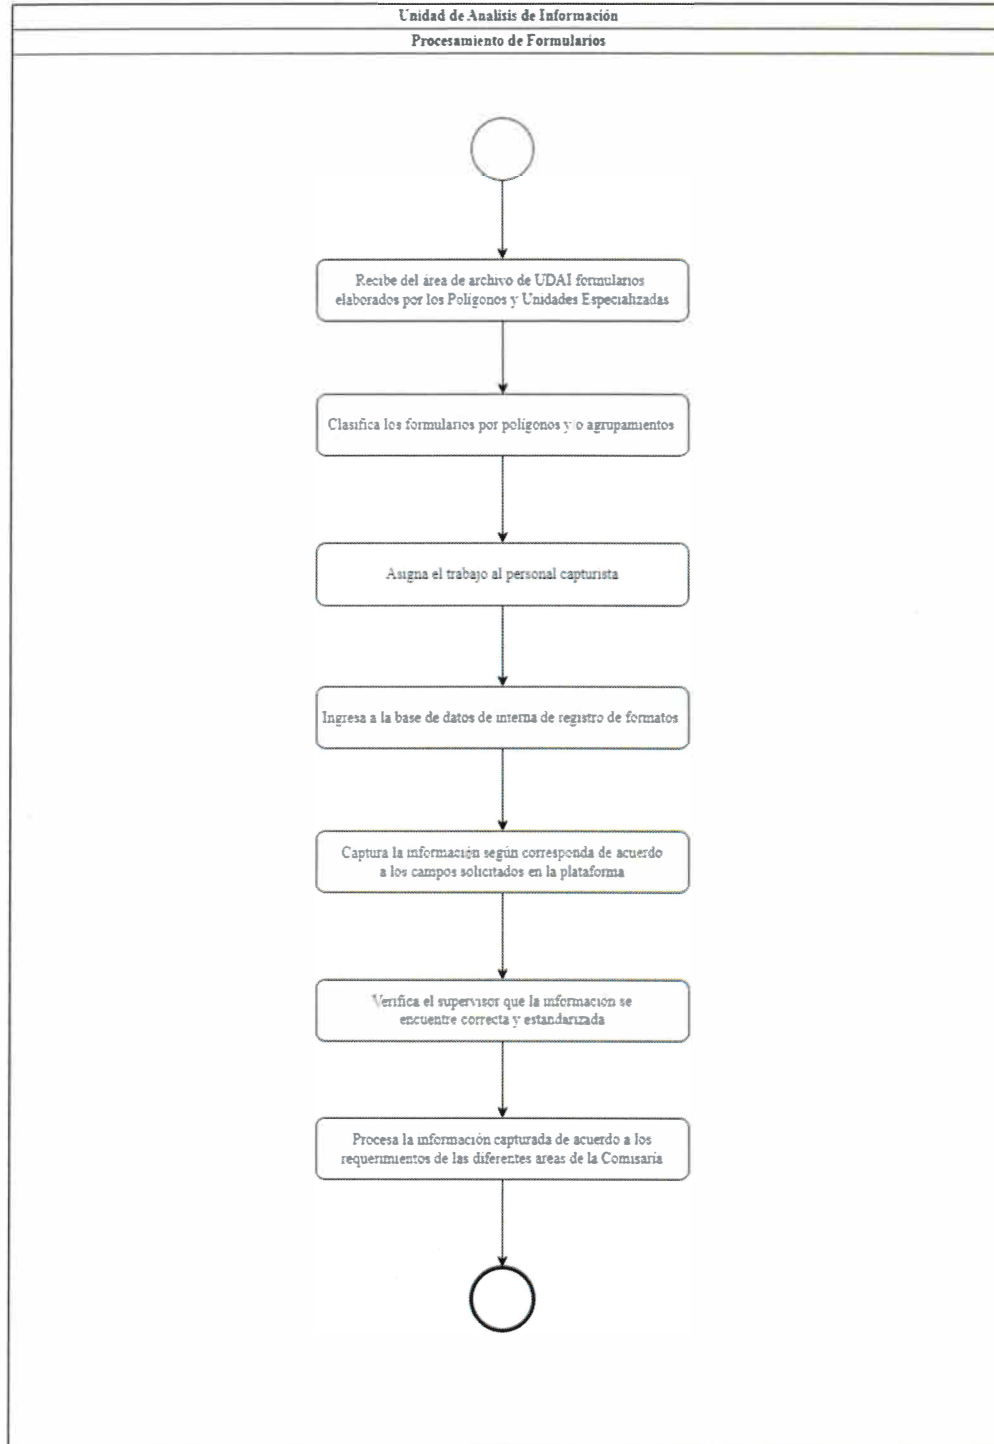 Unidad de Analisis de Información
Procesamiento de Formularios
Recibe del área de archivo de UDAI formularios
elaborados por los Polígonos y Unidades Especializadas
Clasifica los formularios por polígonos y o agrupamientos
Asigna el trabajo al personal capturista
Ingresa a la base de datos de interna de registro de formatos
Captura la información según corresponda de acuerdo
a los campos solicitados en la plataforma
Verifica el supervisor que la información se
encuentre correcta y estandarizada
Procesa la información capturada de acuerdo a los
requerimientos de las diferentes areas de la Comisaría